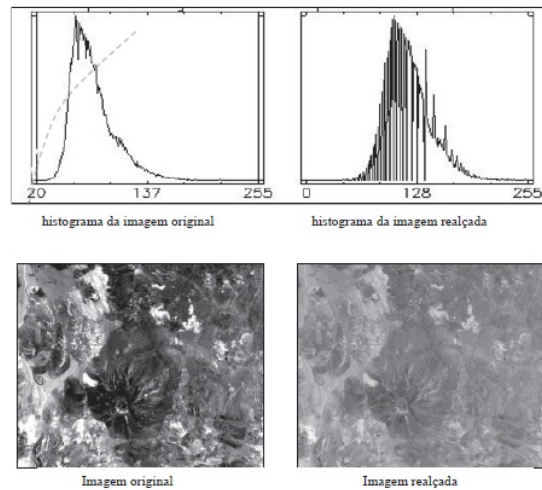 20 137 255 0 128 255
histograma da imagem original histograma da imagem realçada
Imagem original Imagem realçada